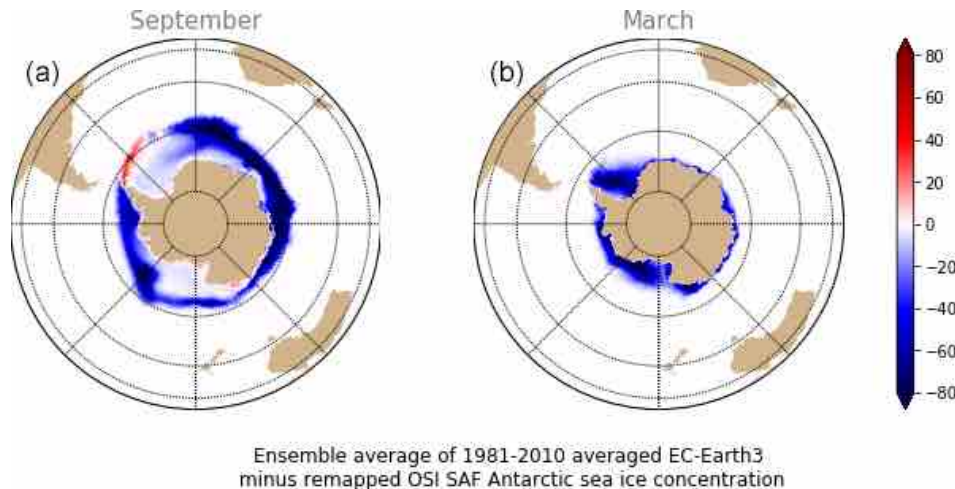 September
March
(a)
(b)
80
60
40
20
0
−20
−40
−60
−80
Ensemble average of 1981-2010 averaged EC-Earth3
minus remapped OSI SAF Antarctic sea ice concentration